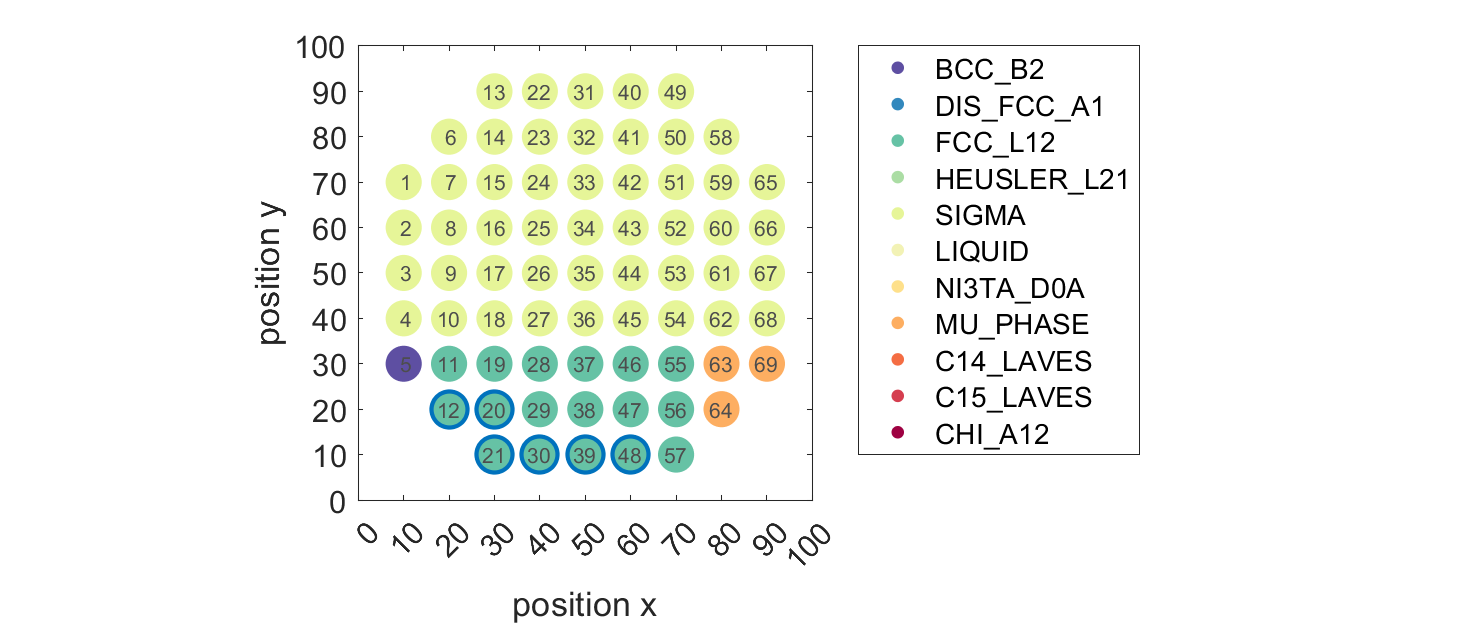 100
90 13 22 31 40 49
80 6 14 23 32 41 50 58
70 1 7 15 24 33 42 51 59 65
60 2 8 16 25 34 43 52 60 66
50 3 9 17 26 35 44 53 61 67
40 4 10 18 27 36 45 54 62 68
30 5 11 19 28 37 46 55 63 69
20 12 20 29 38 47 56 64
10 21 30 39 48 57
0
position y
0 10 20 30 40 50 60 70 80 90 100
position x
BCC_B2
DIS_FCC_A1
FCC_L12
HEUSLER_L21
SIGMA
LIQUID
NI3TA_D0A
MU_PHASE
C14_LAVES
C15_LAVES
CHI_A12